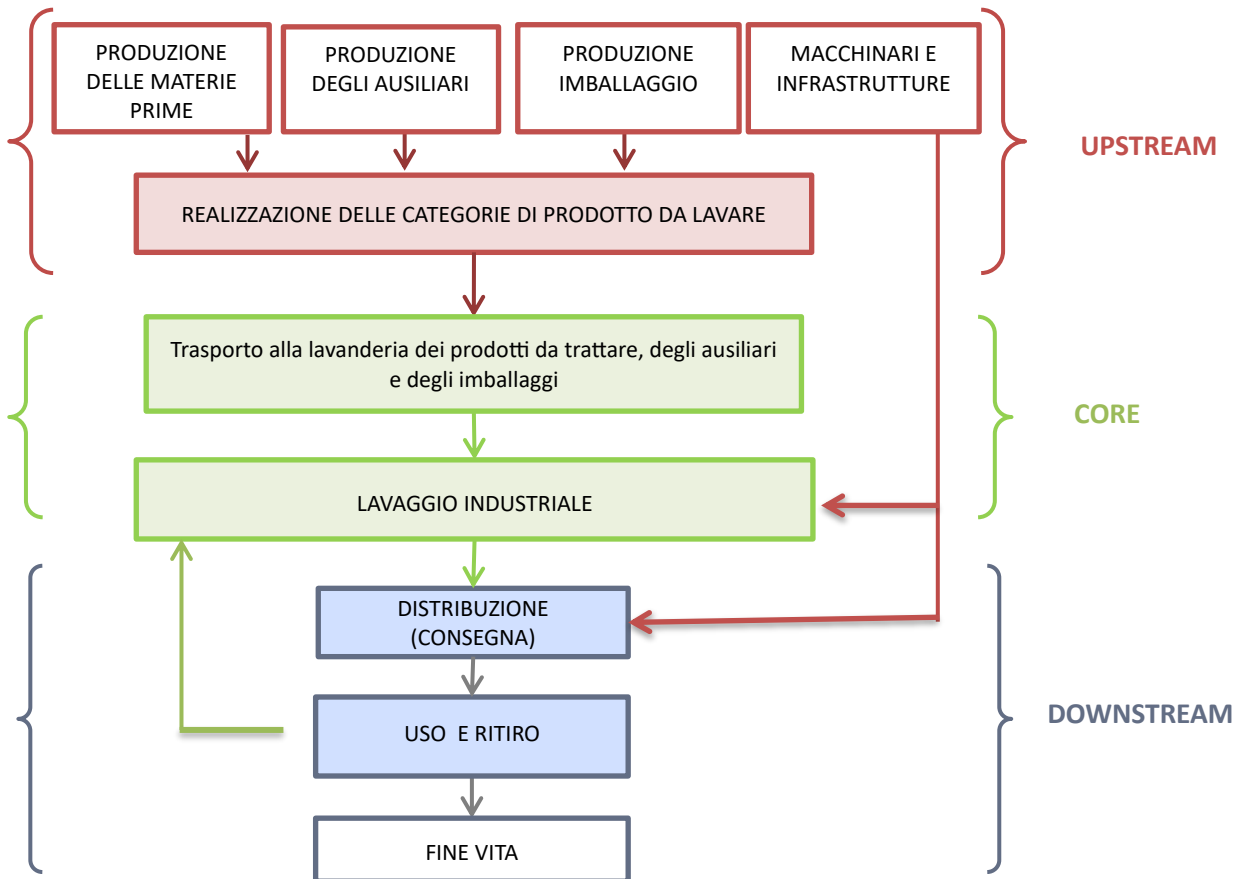 PRODUZIONE
DELLE MATERIE
PRIME
PRODUZIONE
DEGLI AUSILIARI
PRODUZIONE
IMBALLAGGIO
MACCHINARI E
INFRASTRUTTURE
UPSTREAM
REALIZZAZIONE DELLE CATEGORIE DI PRODOTTO DA LAVARE
Trasporto alla lavanderia dei prodotti da trattare, degli ausiliari
e degli imballaggi
CORE
LAVAGGIO INDUSTRIALE
DISTRIBUZIONE
(CONSEGNA)
USO E RITIRO
DOWNSTREAM
FINE VITA